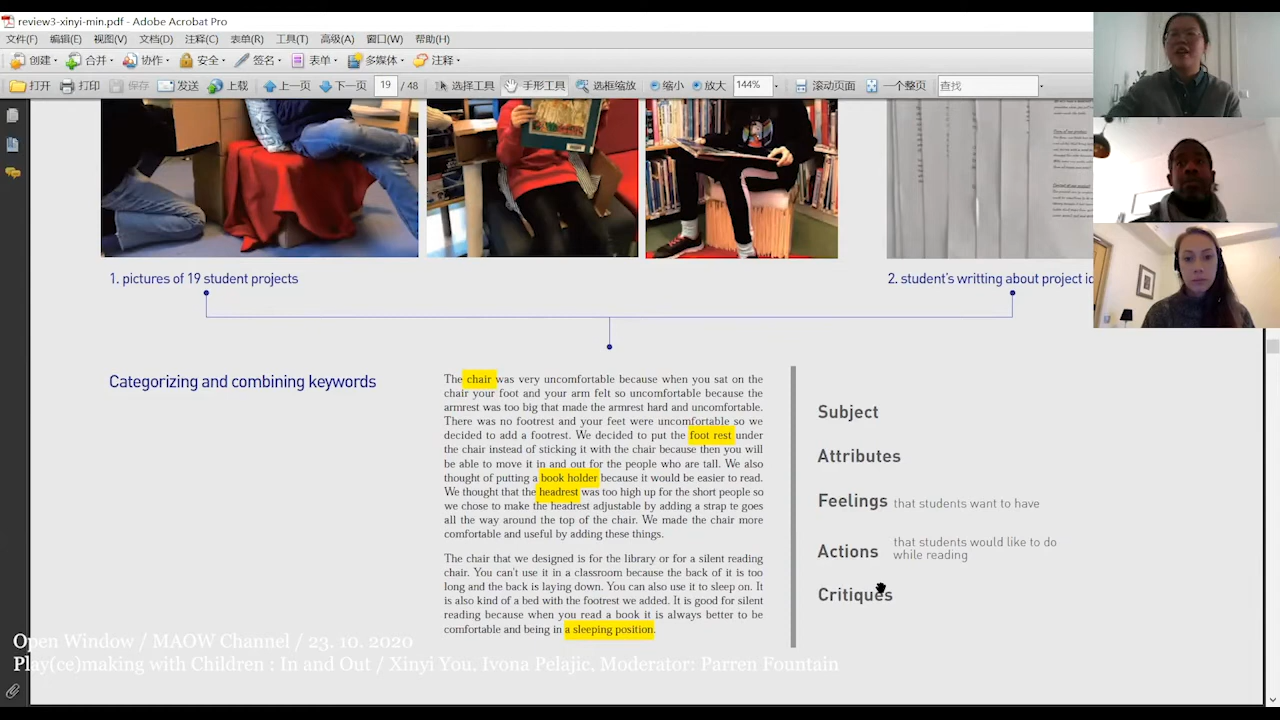 review3-xinyi-min.pdf - Adobe Acrobat Pro
文件(F) 编辑(E) 视图(V) 文档(D) 注释(C) 表单(R) 工具(T) 高级(A) 窗口(W) 帮助(H)
创建 合并 协作 安全 签名 表单 多媒体 注释
打开 打印 保存 发送 上载 上一页 下一页 19 / 48 选择工具 手形工具 选框缩放 缩小 放大 144% 滚动页面 一个整页 查找
1. pictures of 19 student projects
2. student's writting about project
Categorizing and combining keywords
The chair was very uncomfortable because when you sat on the
chair your foot and your arm felt so uncomfortable because the
armrest was too big that made the armrest hard and uncomfortable.
There was no footrest and your feet were uncomfortable so we
decided to add a footrest. We decided to put the foot rest under
the chair instead of sticking it with the chair because then you will
be able to move it in and out for the people who are tall. We also
thought of putting a book holder because it would be easier to read.
We thought that the headrest was too high up for the short people so
we chose to make the headrest adjustable by adding a strap te goes
all the way around the top of the chair. We made the chair more
comfortable and useful by adding these things.
The chair that we designed is for the library or for a silent reading
chair. You can't use it in a classroom because the back of it is too
long and the back is laying down. You can also use it to sleep on. It
is also kind of a bed with the footrest we added. It is good for silent
reading because when you read a book it is always better to be
comfortable and being in a sleeping position.
Subject
Attributes
Feelings that students want to have
Actions that students would like to do
while reading
Critiques
Open Window / MAOW Channel / 23. 10. 2020
Play(ce)making with Children : In and Out / Xinyi You, Ivona Pelajic, Moderator: Parren Fountain